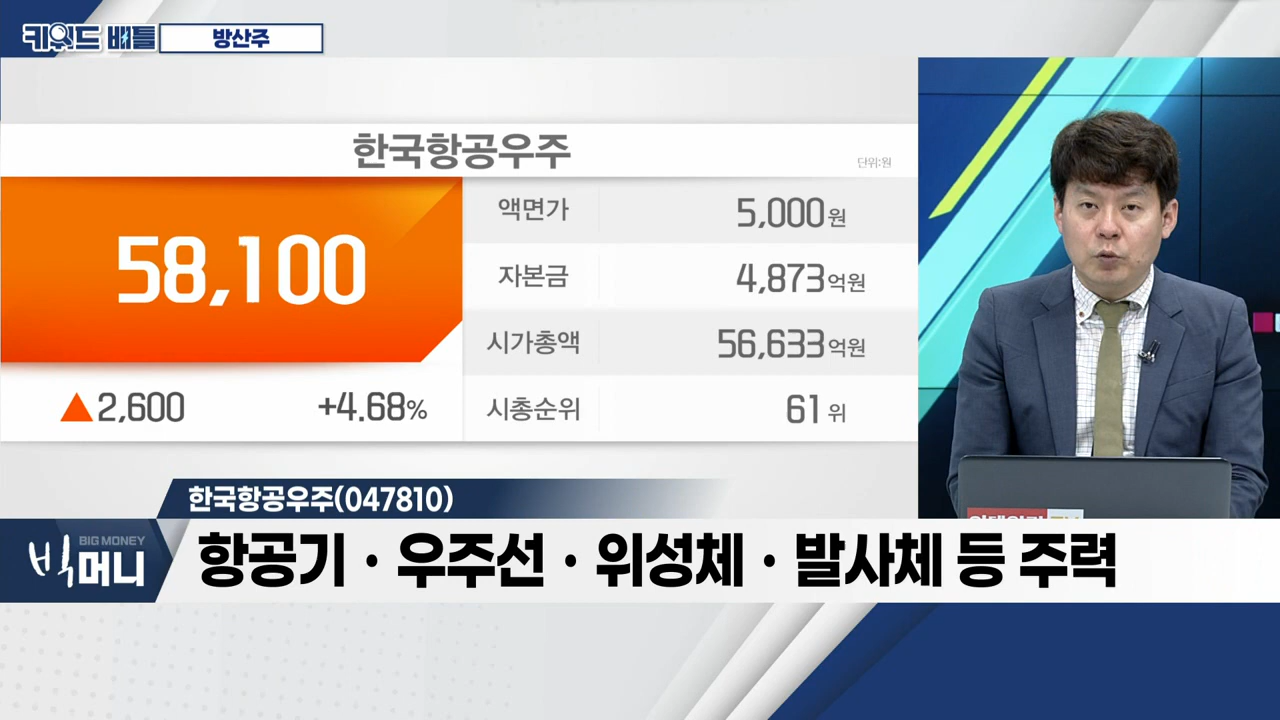 키워드 배틀
방산주
한국항공우주
단위:원
58,100
▲2,600 +4.68%
액면가 5,000원
자본금 4,873억원
시가총액 56,633억원
시총순위 61위
한국항공우주(047810)
BIG MONEY
빅머니
항공기·우주선·위성체·발사체 등 주력